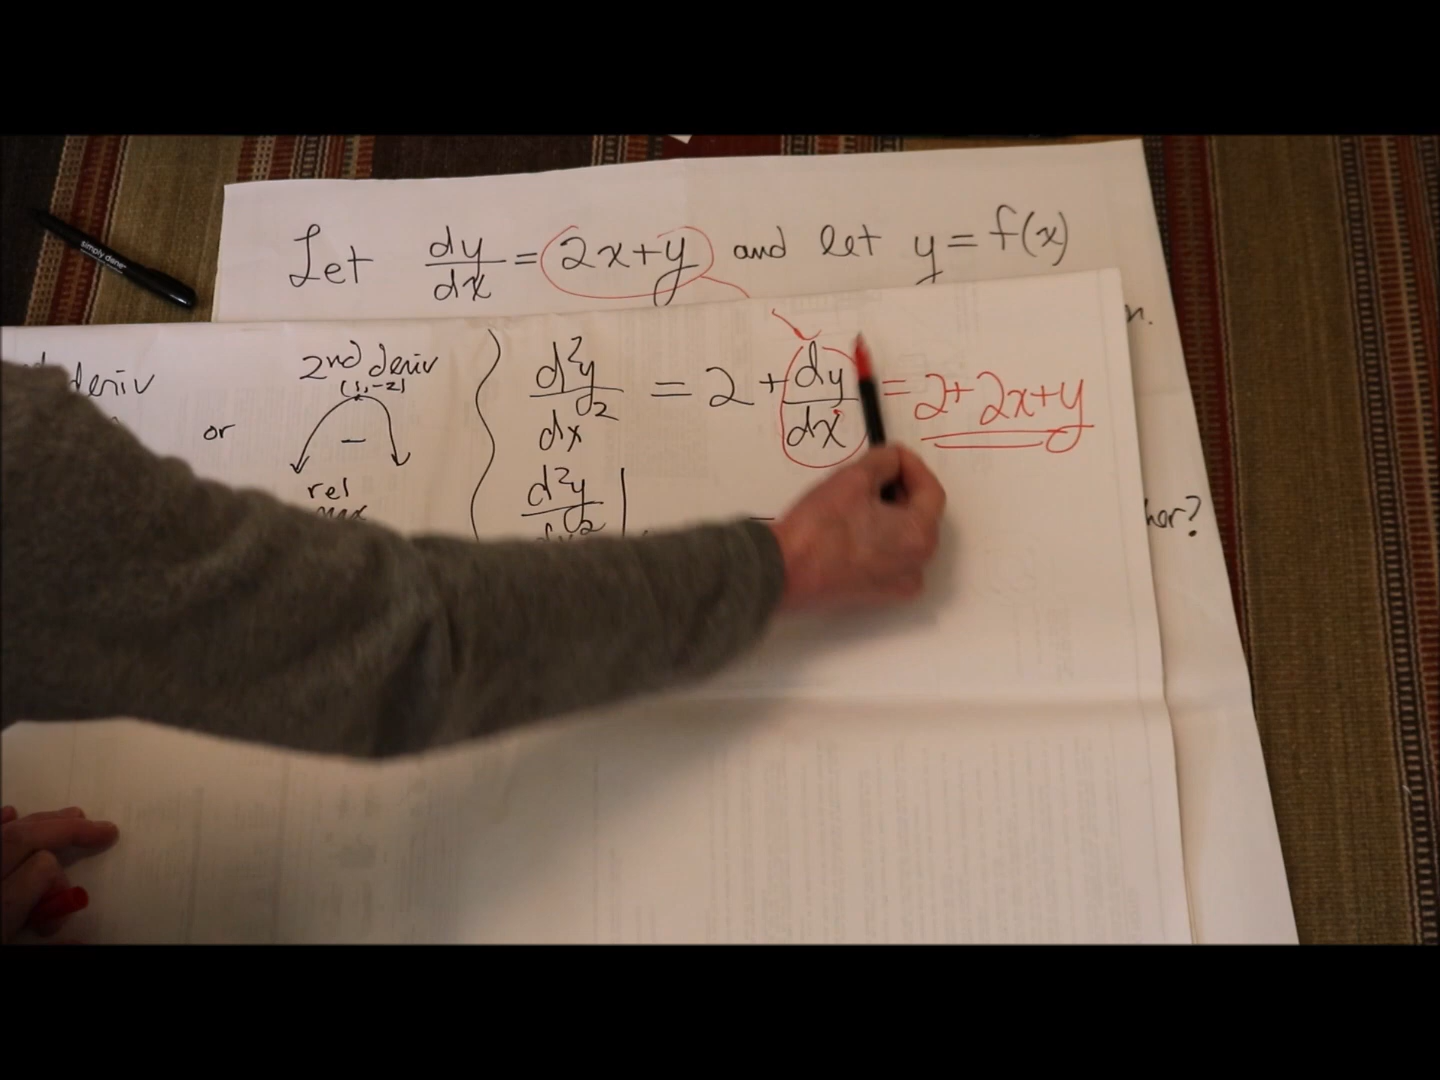 simply done
Let dy/dx = 2x+y and let y = f(x)
deriv
or
2nd deriv
(1,-2)
−
rel
max
d²y/dx² = 2 + dy/dx = 2+2x+y
d²y/dx² |